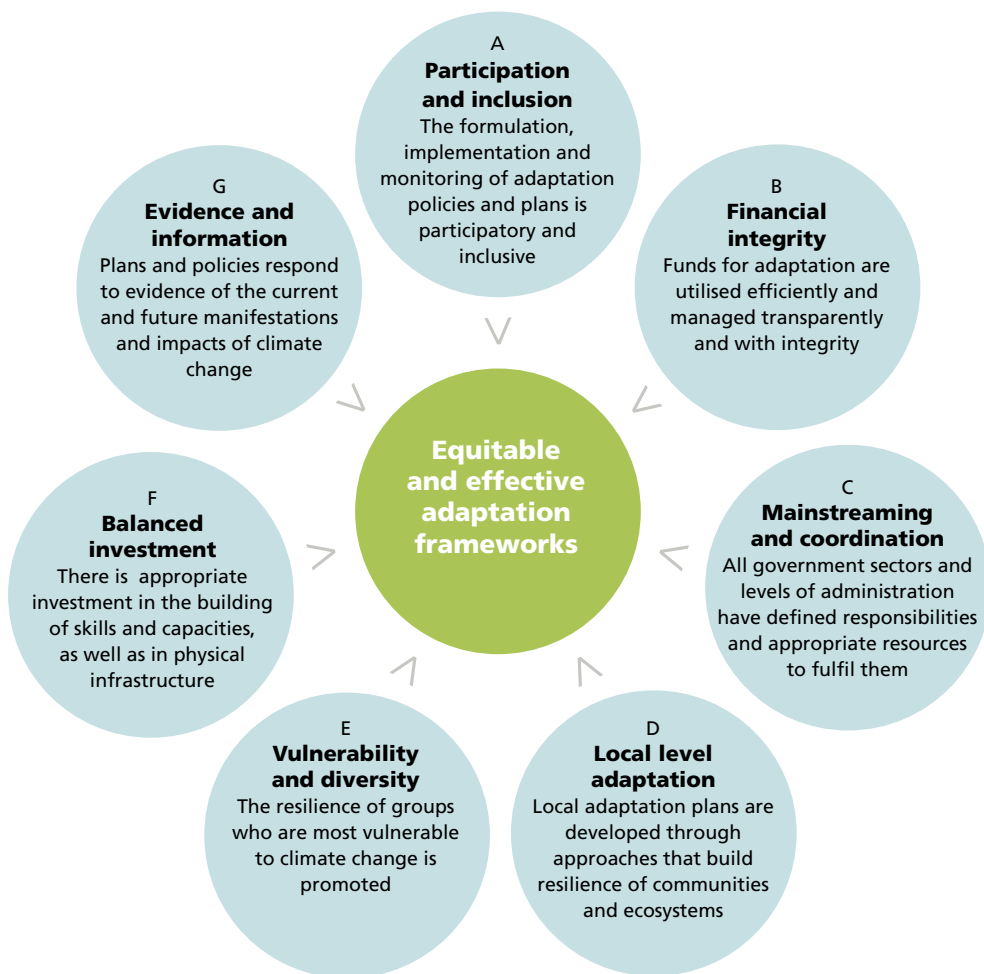 A
Participation
and inclusion
The formulation,
implementation and
monitoring of adaptation
policies and plans is
participatory and
inclusive
B
Financial
integrity
Funds for adaptation are
utilised efficiently and
managed transparently
and with integrity
C
Mainstreaming
and coordination
All government sectors and
levels of administration
have defined responsibilities
and appropriate resources
to fulfil them
D
Local level
adaptation
Local adaptation plans are
developed through
approaches that build
resilience of communities
and ecosystems
E
Vulnerability
and diversity
The resilience of groups
who are most vulnerable
to climate change is
promoted
F
Balanced
investment
There is appropriate
investment in the building
of skills and capacities,
as well as in physical
infrastructure
G
Evidence and
information
Plans and policies respond
to evidence of the current
and future manifestations
and impacts of climate
change
Equitable
and effective
adaptation
frameworks